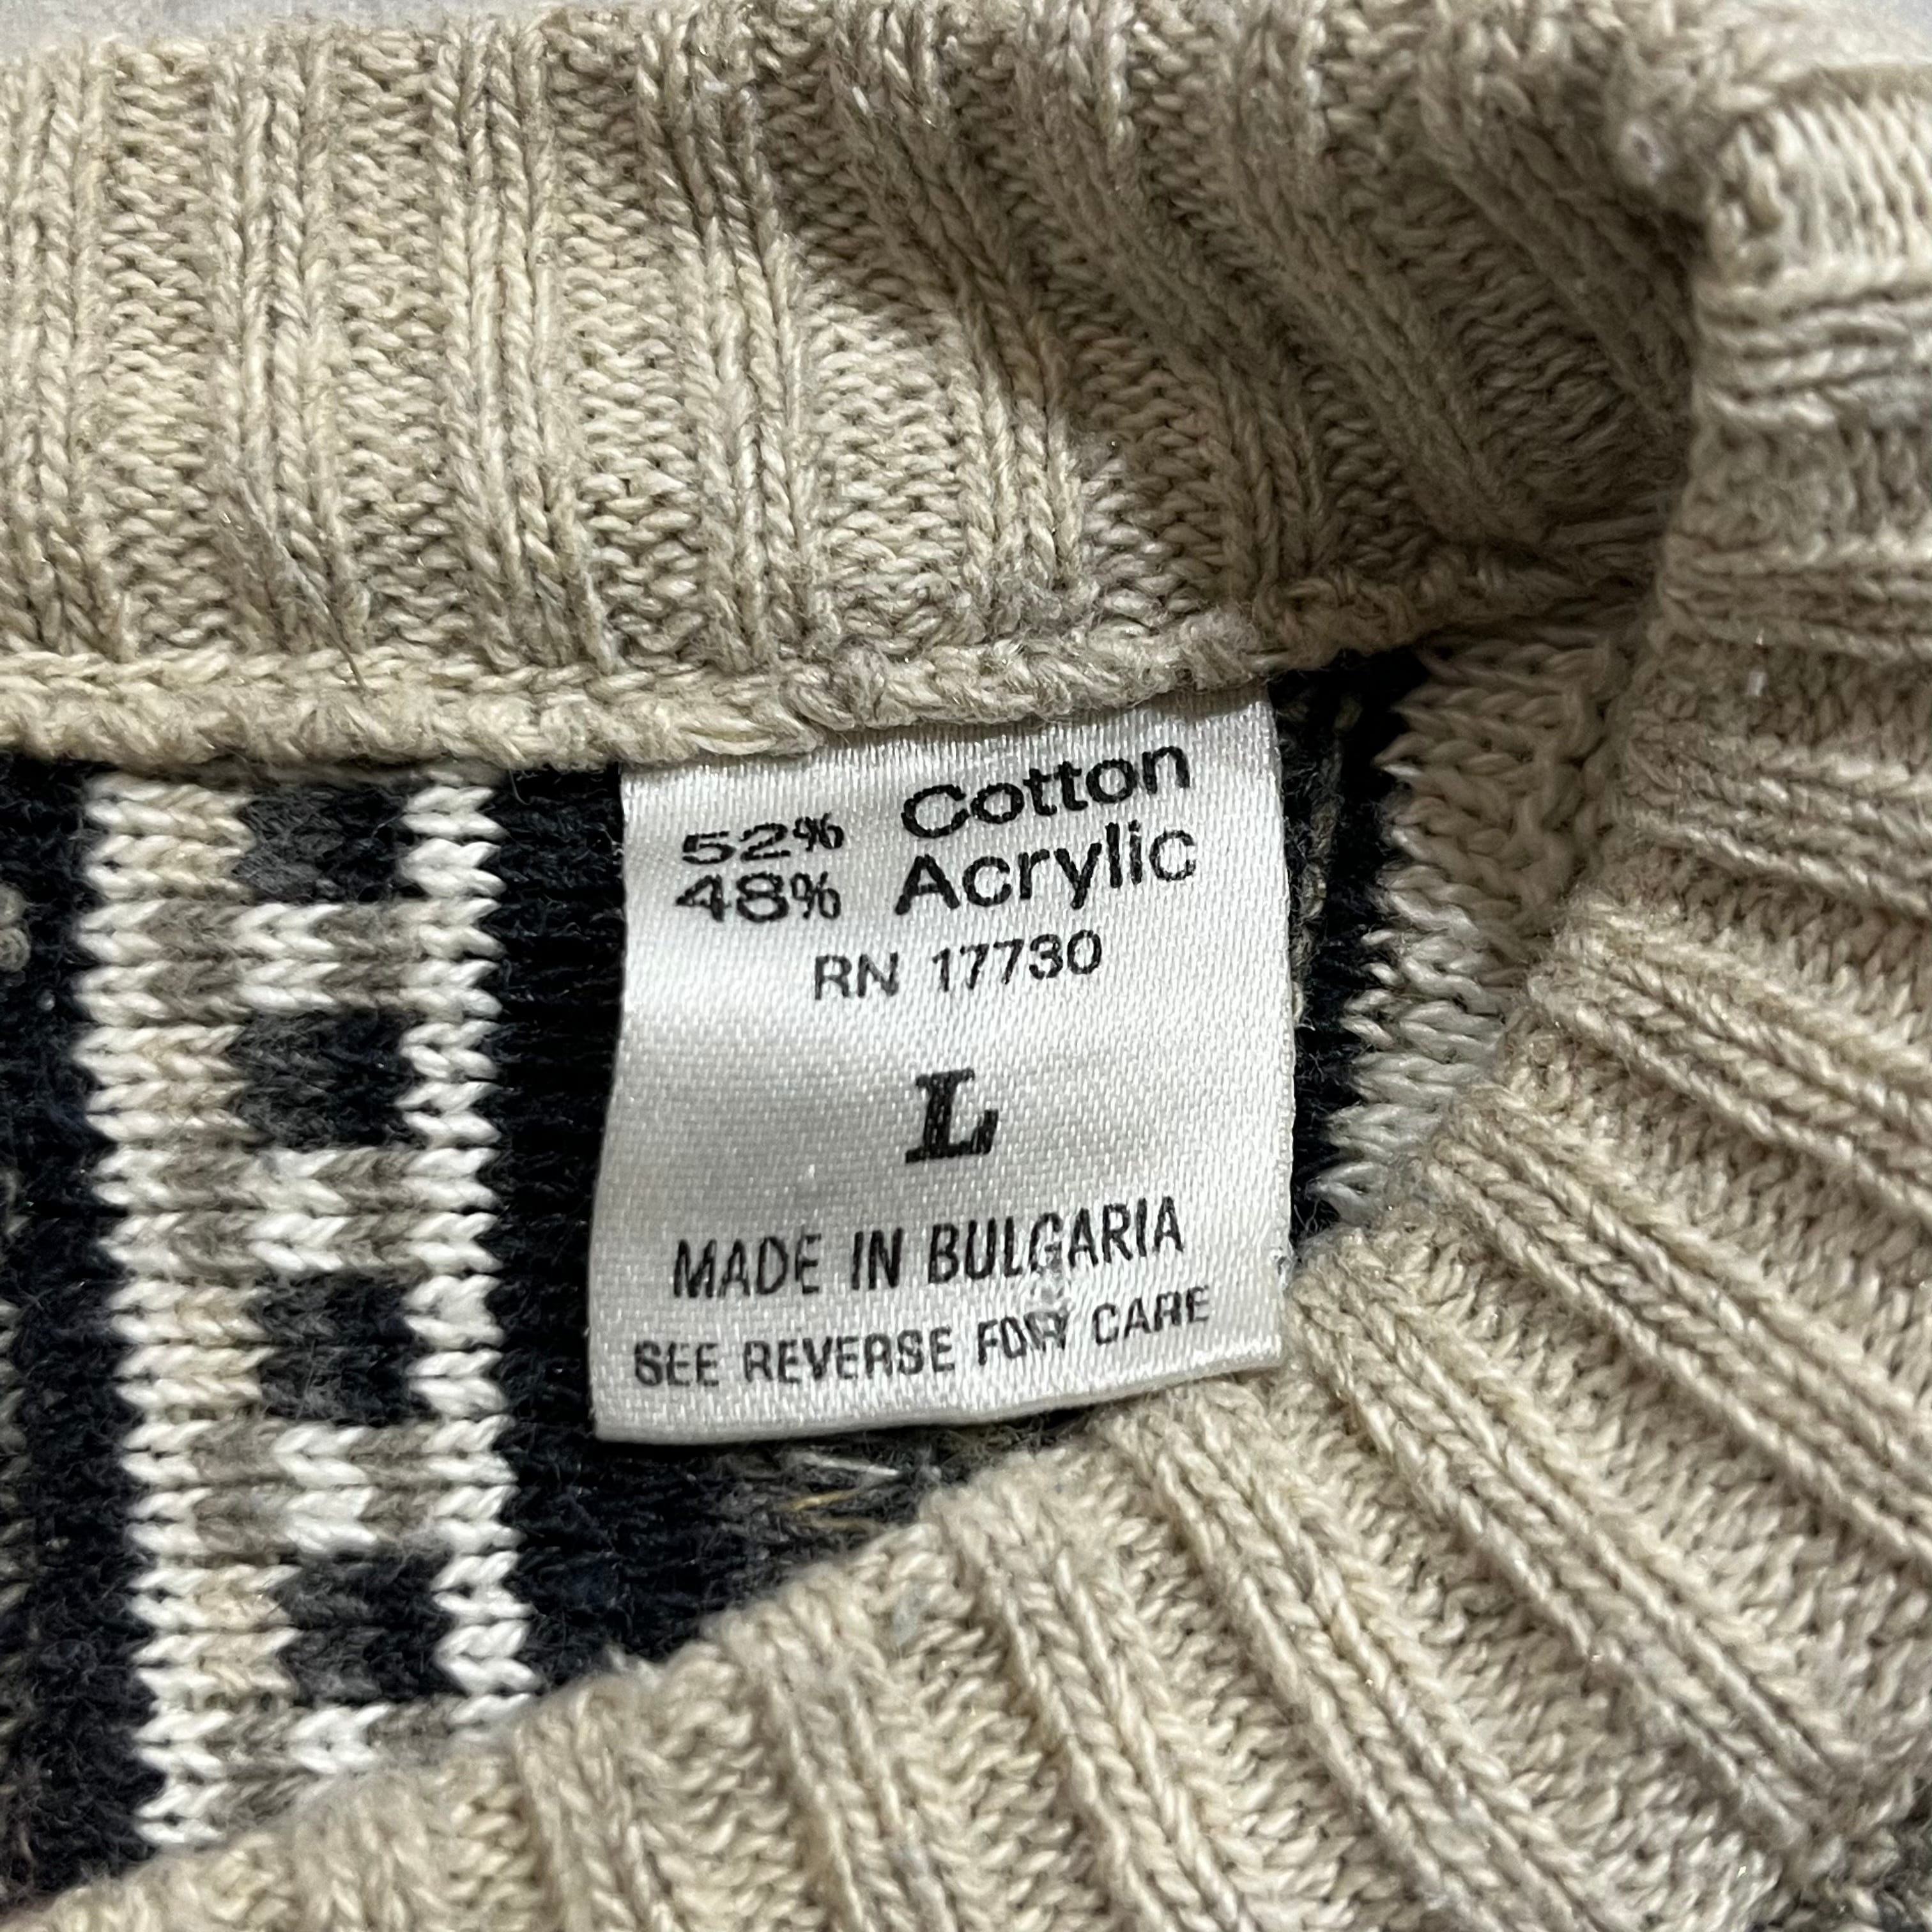 52% Cotton
48% Acrylic
RN 17730
L
MADE IN BULGARIA
SEE REVERSE FOR CARE